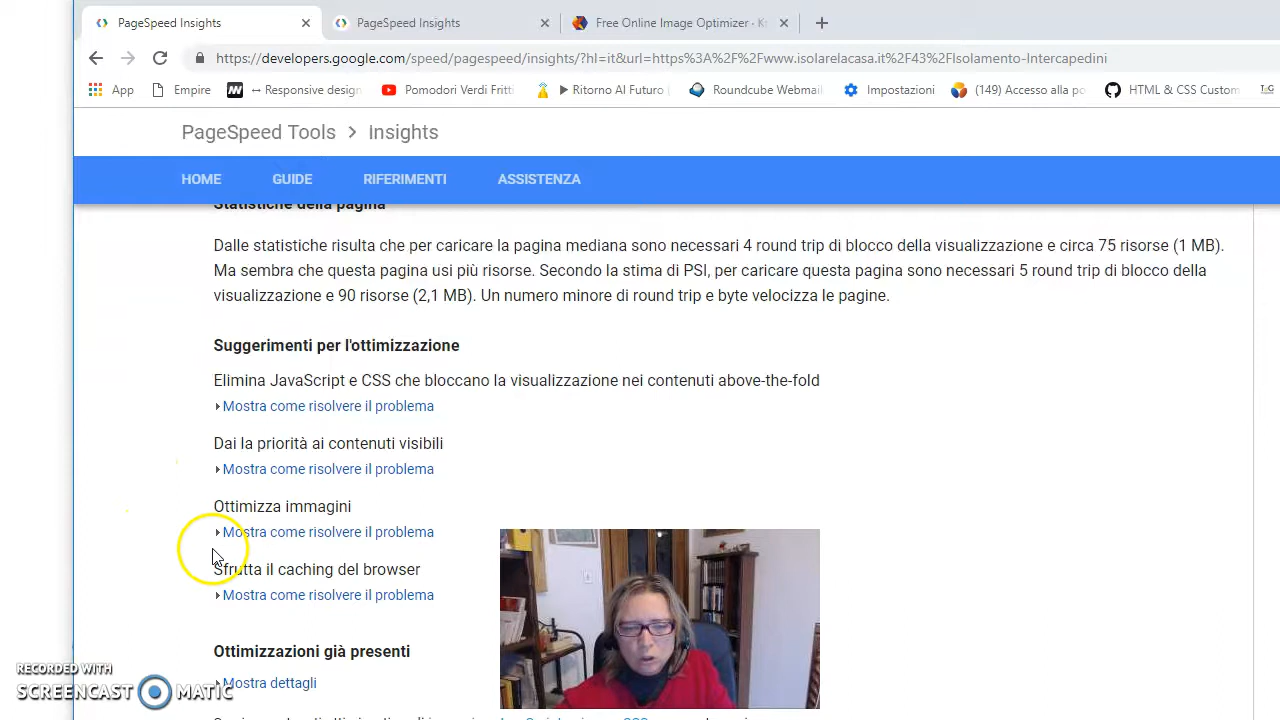 PageSpeed Insights
PageSpeed Insights
Free Online Image Optimizer - K
https://developers.google.com/speed/pagespeed/insights/?hl=it&url=https%3A%2F%2Fwww.isolarelacasa.it%2F43%2FIsolamento-Intercapedini
App Empire ↔ Responsive design Pomodori Verdi Fritti ▶ Ritorno Al Futuro ( Roundcube Webmail Impostazioni (149) Accesso alla po HTML & CSS Custom
PageSpeed Tools > Insights
HOME GUIDE RIFERIMENTI ASSISTENZA
Statistiche della pagina
Dalle statistiche risulta che per caricare la pagina mediana sono necessari 4 round trip di blocco della visualizzazione e circa 75 risorse (1 MB).
Ma sembra che questa pagina usi più risorse. Secondo la stima di PSI, per caricare questa pagina sono necessari 5 round trip di blocco della
visualizzazione e 90 risorse (2,1 MB). Un numero minore di round trip e byte velocizza le pagine.
Suggerimenti per l'ottimizzazione
Elimina JavaScript e CSS che bloccano la visualizzazione nei contenuti above-the-fold
Mostra come risolvere il problema
Dai la priorità ai contenuti visibili
Mostra come risolvere il problema
Ottimizza immagini
Mostra come risolvere il problema
Sfrutta il caching del browser
Mostra come risolvere il problema
Ottimizzazioni già presenti
Mostra dettagli
RECORDED WITH
SCREENCAST MATIC